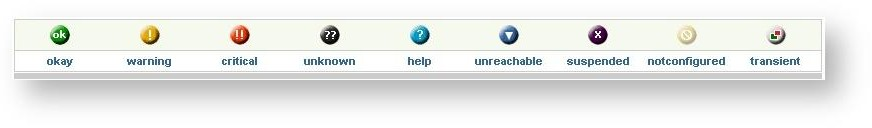 ok ! !! ?? ? x
okay warning critical unknown help unreachable suspended notconfigured transient